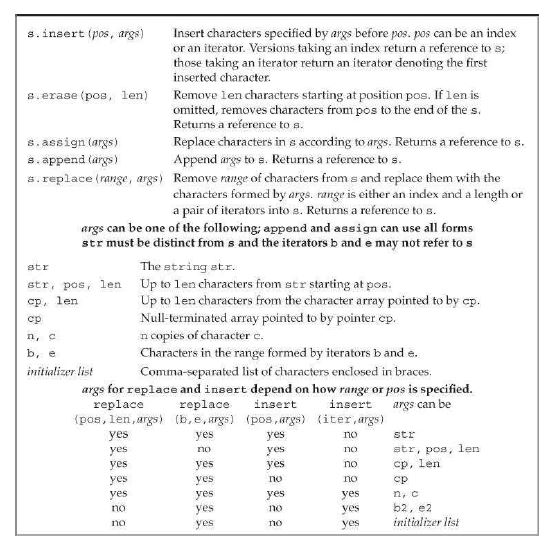 s.insert(pos, args) Insert characters specified by args before pos. pos can be an index
or an iterator. Versions taking an index return a reference to s;
those taking an iterator return an iterator denoting the first
inserted character.
s.erase(pos, len) Remove len characters starting at position pos. If len is
omitted, removes characters from pos to the end of the s.
Returns a reference to s.
s.assign(args) Replace characters in s according to args. Returns a reference to s.
s.append(args) Append args to s. Returns a reference to s.
s.replace(range, args) Remove range of characters from s and replace them with the
characters formed by args. range is either an index and a length or
a pair of iterators into s. Returns a reference to s.
args can be one of the following; append and assign can use all forms
str must be distinct from s and the iterators b and e may not refer to s
str The string str.
str, pos, len Up to len characters from str starting at pos.
cp, len Up to len characters from the character array pointed to by cp.
cp Null-terminated array pointed to by pointer cp.
n, c n copies of character c.
b, e Characters in the range formed by iterators b and e.
initializer list Comma-separated list of characters enclosed in braces.
args for replace and insert depend on how range or pos is specified.
replace replace insert insert args can be
(pos,len,args) (b,e,args) (pos,args) (iter,args)
yes yes yes no str
yes no yes no str, pos, len
yes yes yes no cp, len
yes yes no no cp
yes yes yes yes n, c
no yes no yes b2, e2
no yes no yes initializer list